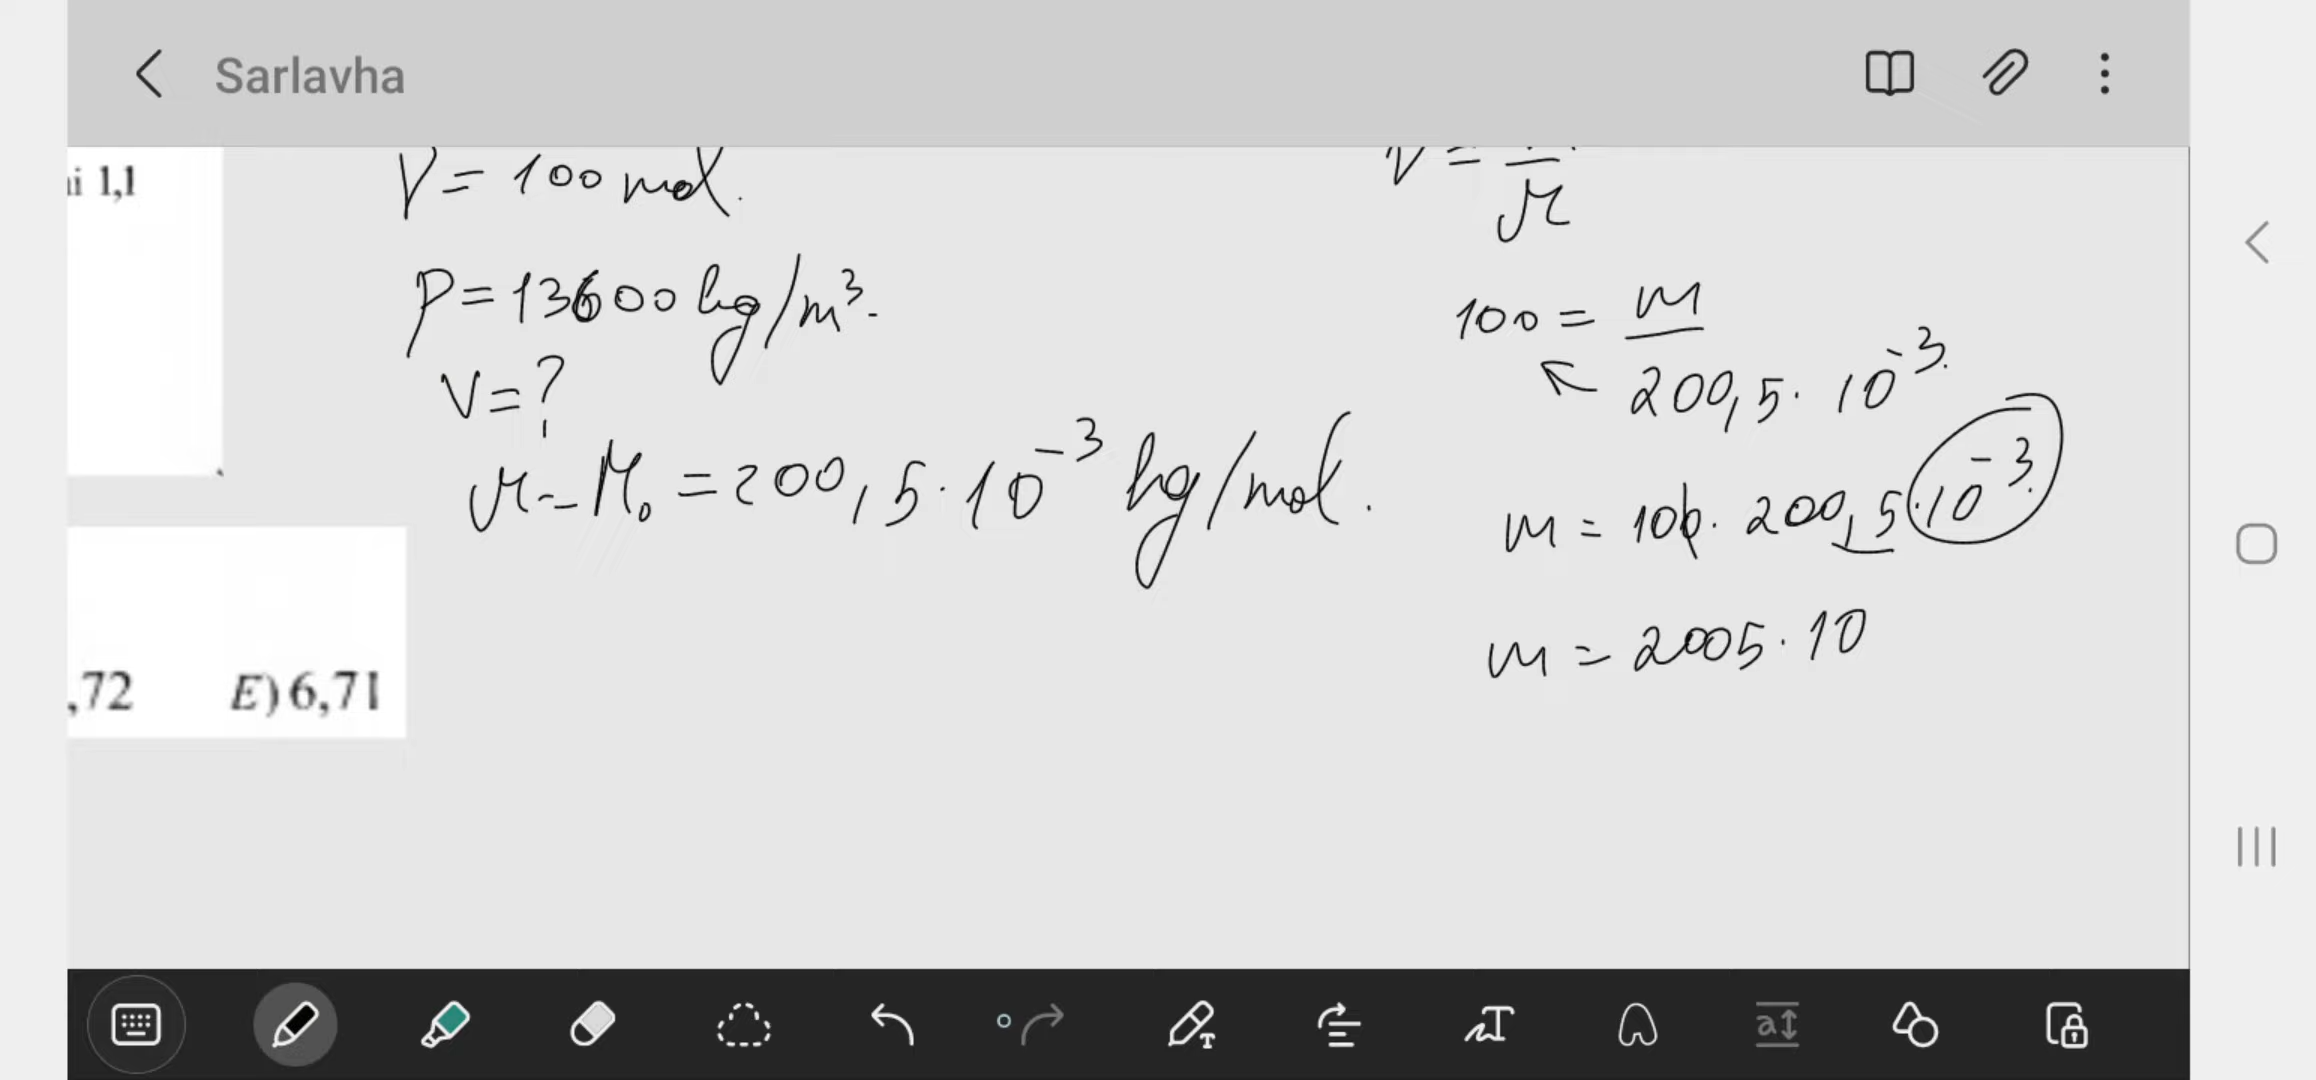 Sarlavha
ni 1,1
V = 100 mol.
ρ = 13600 kg/m³.
V = ?
μ = M₀ = 200,5 · 10⁻³ kg/mol.
,72 E) 6,71
μ
100 = m / 200,5 · 10⁻³.
m = 100 · 200,5 · 10⁻³.
m = 2005 · 10